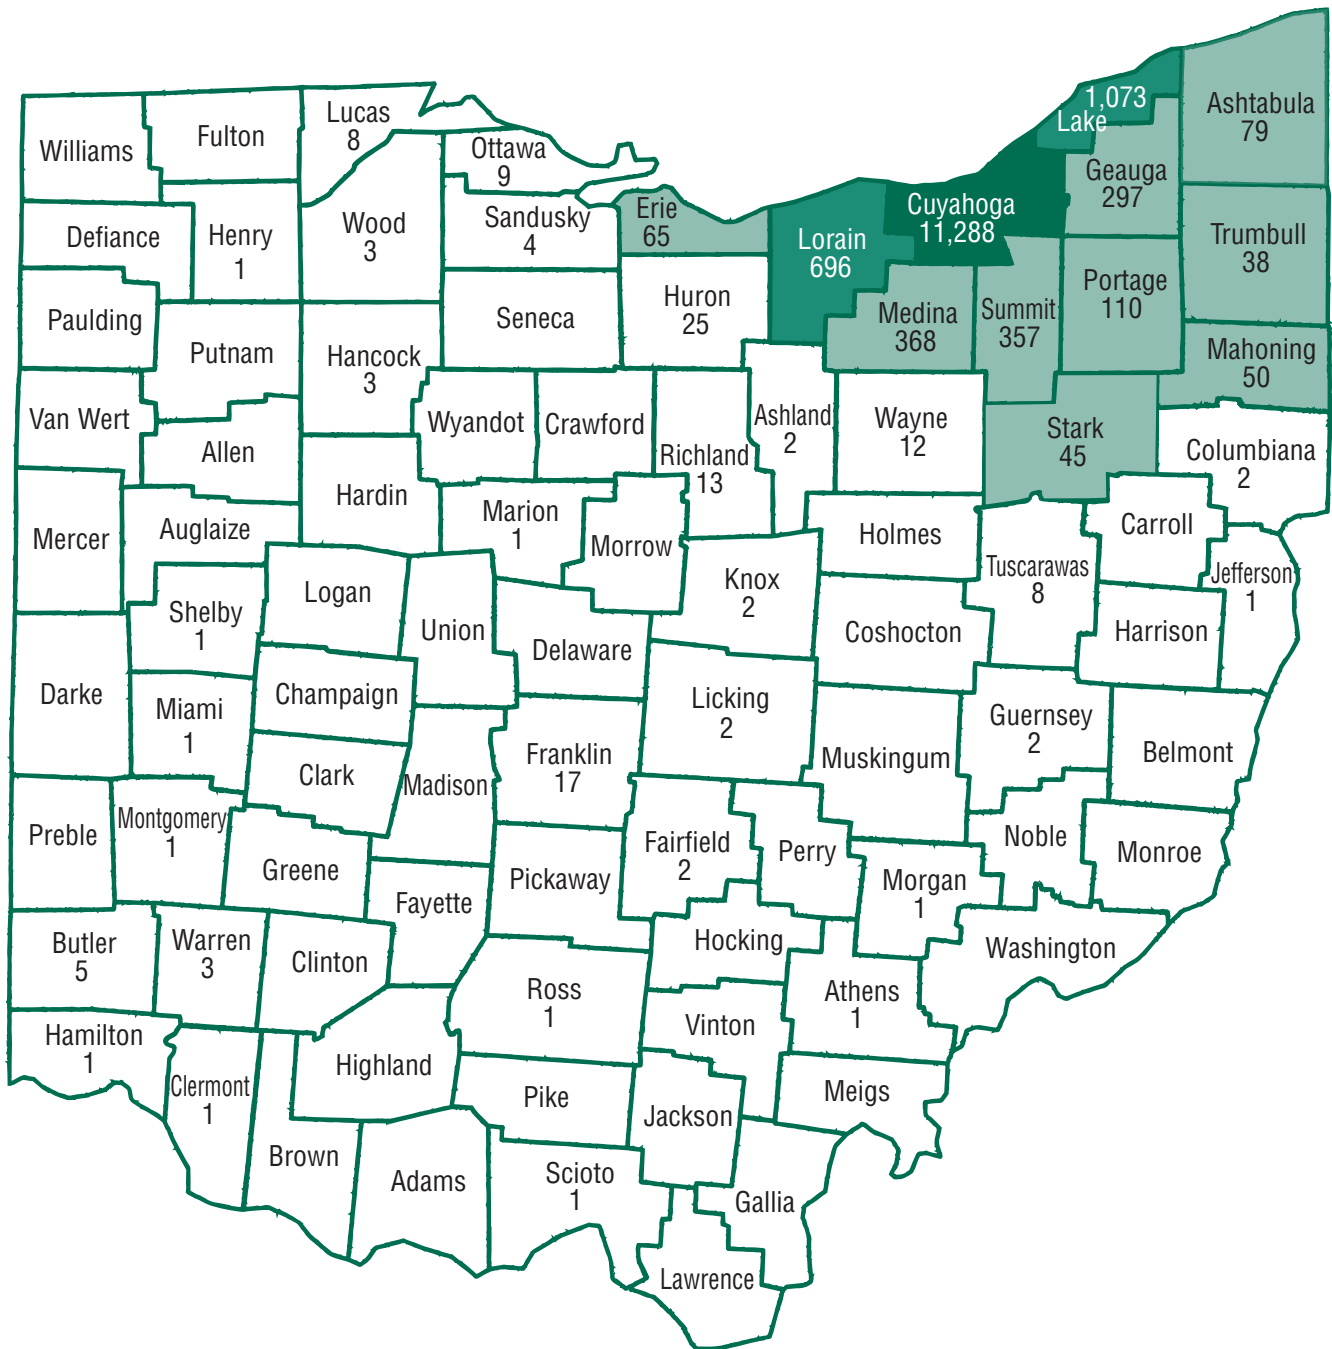 Williams
Fulton
Lucas
8
Ottawa
9
1,073
Lake
Ashtabula
79
Geauga
297
Defiance
Henry
1
Wood
3
Sandusky
4
Erie
65
Lorain
696
Cuyahoga
11,288
Trumbull
38
Paulding
Putnam
Hancock
3
Seneca
Huron
25
Medina
368
Summit
357
Portage
110
Mahoning
50
Van Wert
Allen
Wyandot
Crawford
Richland
13
Ashland
2
Wayne
12
Stark
45
Columbiana
2
Mercer
Auglaize
Hardin
Marion
1
Morrow
Holmes
Tuscarawas
8
Carroll
Jefferson
1
Shelby
1
Logan
Union
Delaware
Knox
2
Coshocton
Harrison
Darke
Miami
1
Champaign
Clark
Madison
Franklin
17
Licking
2
Muskingum
Guernsey
2
Belmont
Preble
Montgomery
1
Greene
Fayette
Pickaway
Fairfield
2
Perry
Morgan
1
Noble
Monroe
Butler
5
Warren
3
Clinton
Ross
1
Hocking
Athens
1
Washington
Hamilton
1
Clermont
1
Highland
Pike
Vinton
Jackson
Meigs
Brown
Adams
Scioto
1
Gallia
Lawrence